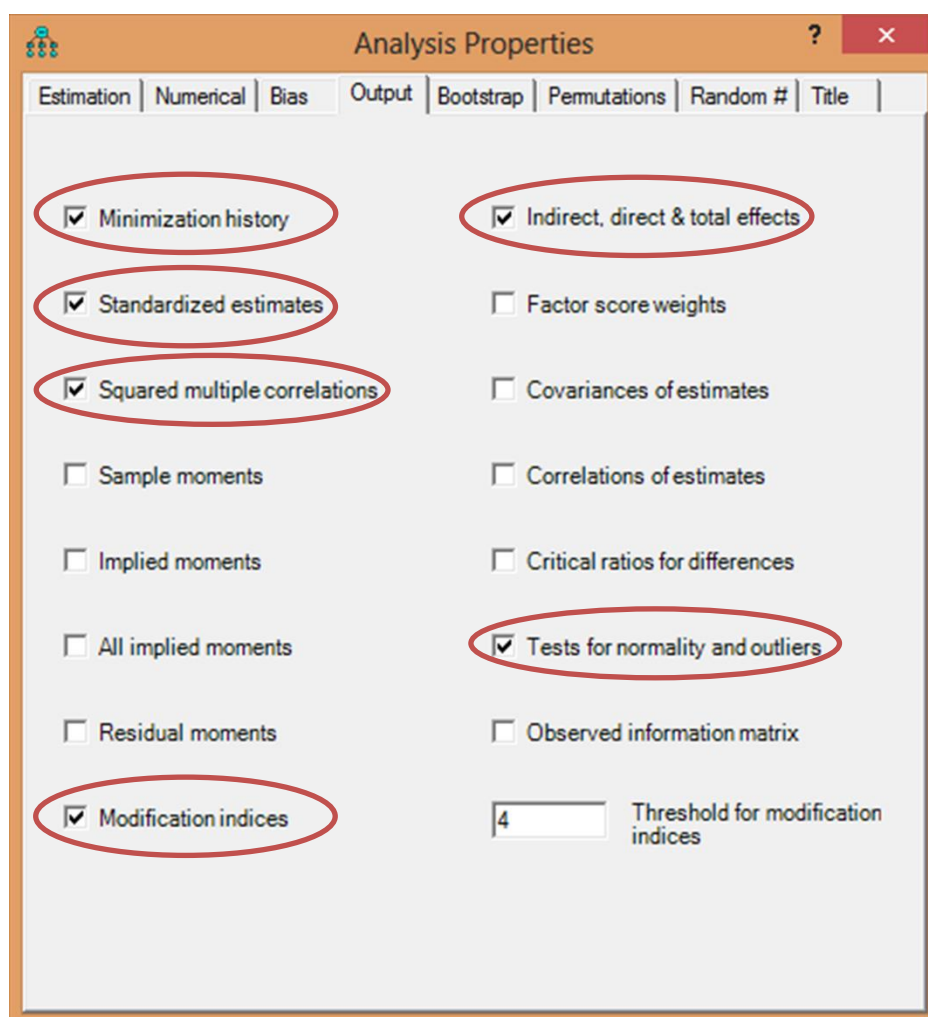 Analysis Properties ? ×
Estimation Numerical Bias Output Bootstrap Permutations Random # Title
Minimization history
Indirect, direct & total effects
Standardized estimates
Factor score weights
Squared multiple correlations
Covariances of estimates
Sample moments
Correlations of estimates
Implied moments
Critical ratios for differences
All implied moments
Tests for normality and outliers
Residual moments
Observed information matrix
Modification indices
4
Threshold for modification
indices